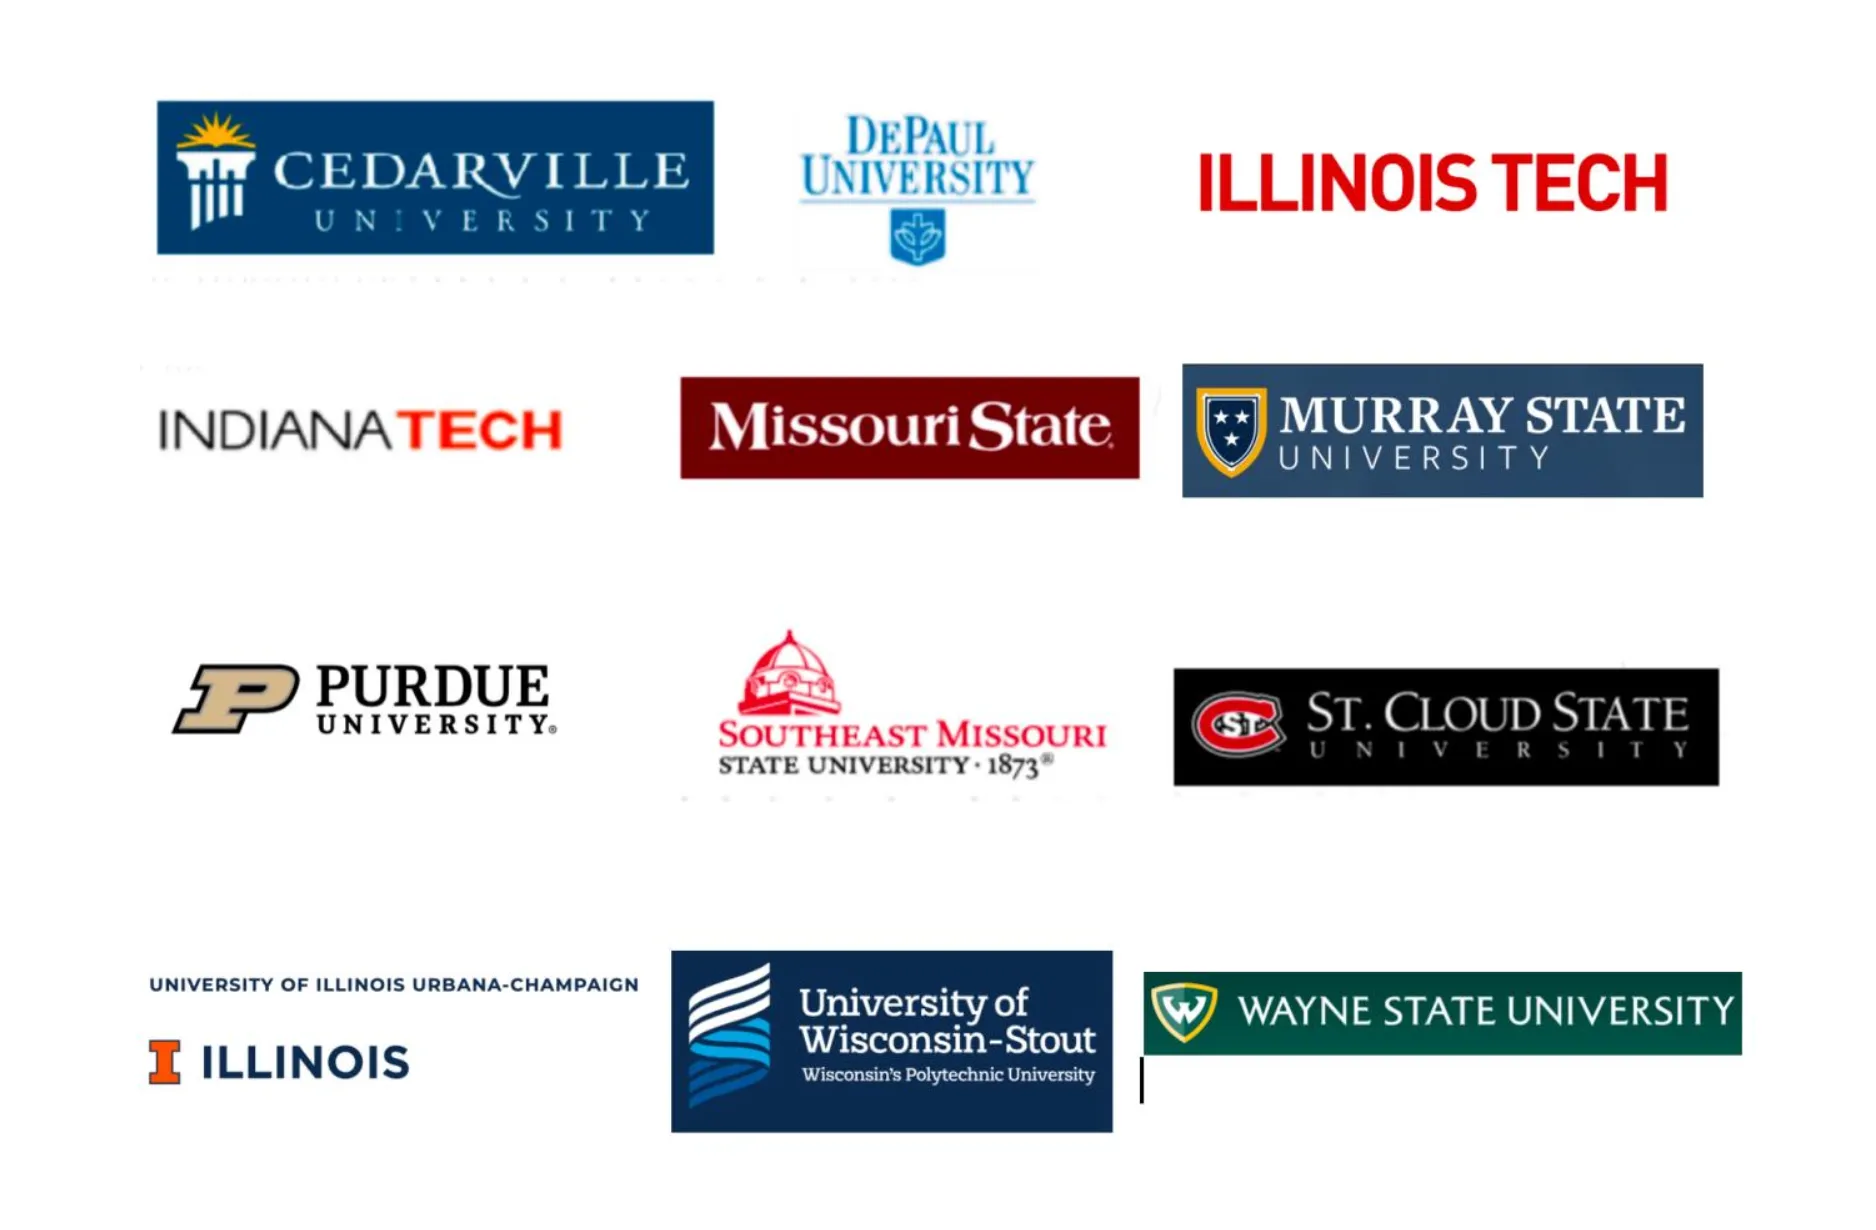 CEDARVILLE
UNIVERSITY
DEPAUL
UNIVERSITY
ILLINOIS TECH
INDIANA TECH
Missouri State
MURRAY STATE
UNIVERSITY
P PURDUE
UNIVERSITY®
SOUTHEAST MISSOURI
STATE UNIVERSITY · 1873®
C ST ST. CLOUD STATE
UNIVERSITY
UNIVERSITY OF ILLINOIS URBANA-CHAMPAIGN
I ILLINOIS
University of
Wisconsin-Stout
Wisconsin's Polytechnic University
W WAYNE STATE UNIVERSITY